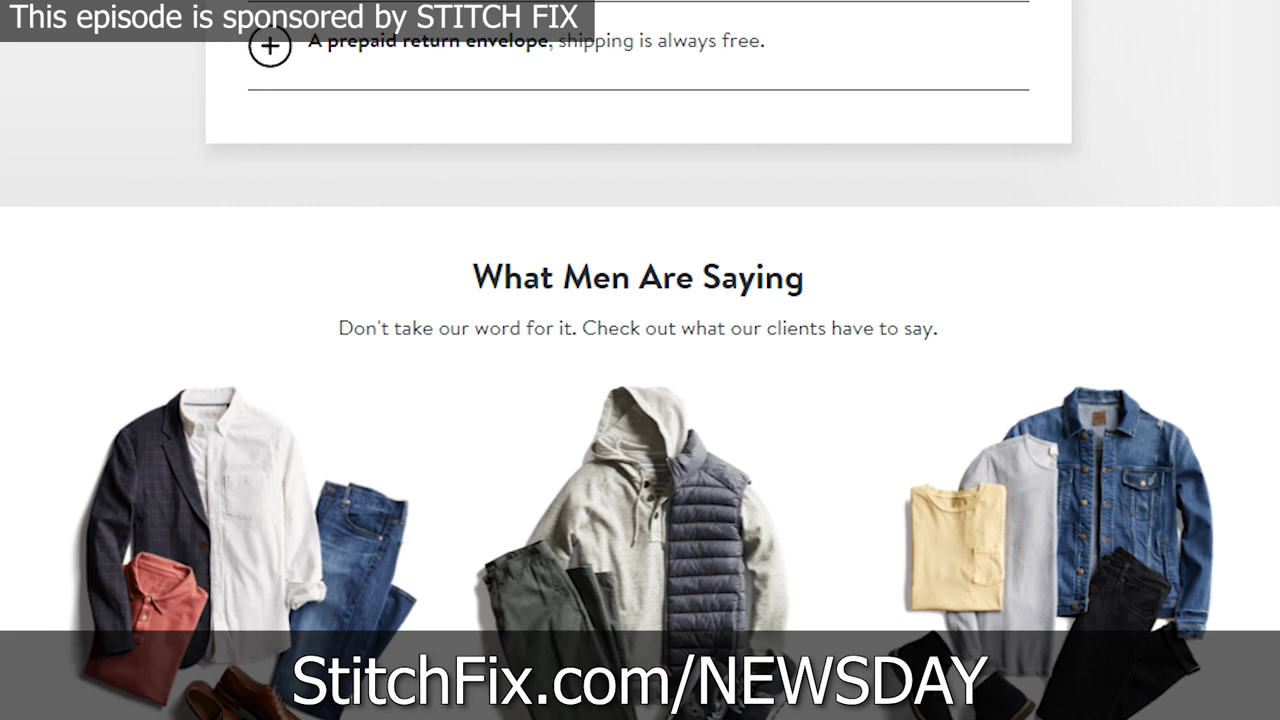 This episode is sponsored by STITCH FIX
A prepaid return envelope, shipping is always free.
What Men Are Saying
Don't take our word for it. Check out what our clients have to say.
StitchFix.com/NEWSDAY